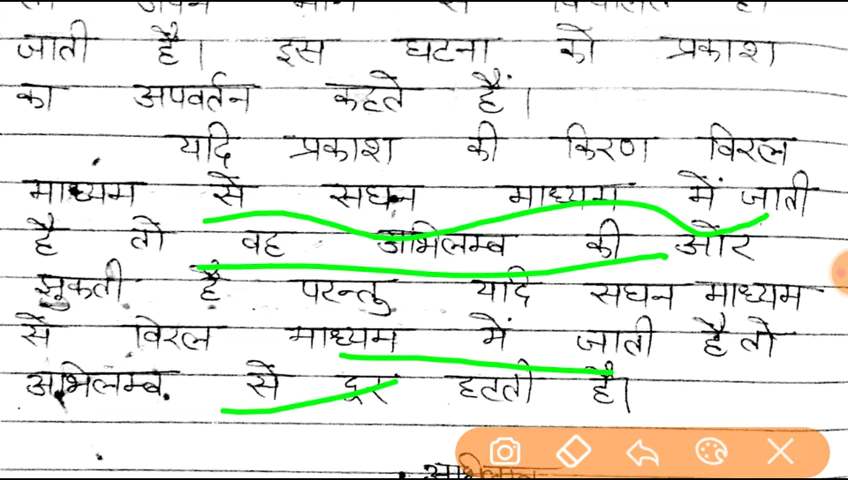 जाती है। इस घटना को प्रकाश
का अपवर्तन कहते हैं।
यदि प्रकाश की किरण विरल
माध्यम से सघन माध्यम में जाती
है तो वह अभिलम्ब की ओर
झुकती है परन्तु यदि सघन माध्यम
से विरल माध्यम में जाती है तो
अभिलम्ब से दूर हटती है।